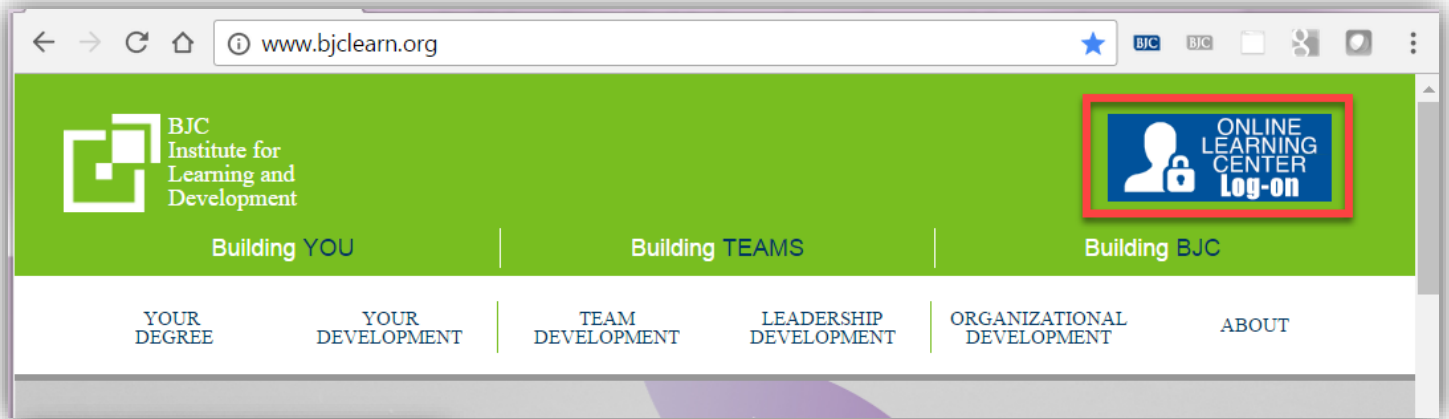 www.bjclearn.org
BJC
BJC
g
BJC
Institute for
Learning and
Development
ONLINE
LEARNING
CENTER
Log-on
Building YOU
Building TEAMS
Building BJC
YOUR
DEGREE
YOUR
DEVELOPMENT
TEAM
DEVELOPMENT
LEADERSHIP
DEVELOPMENT
ORGANIZATIONAL
DEVELOPMENT
ABOUT